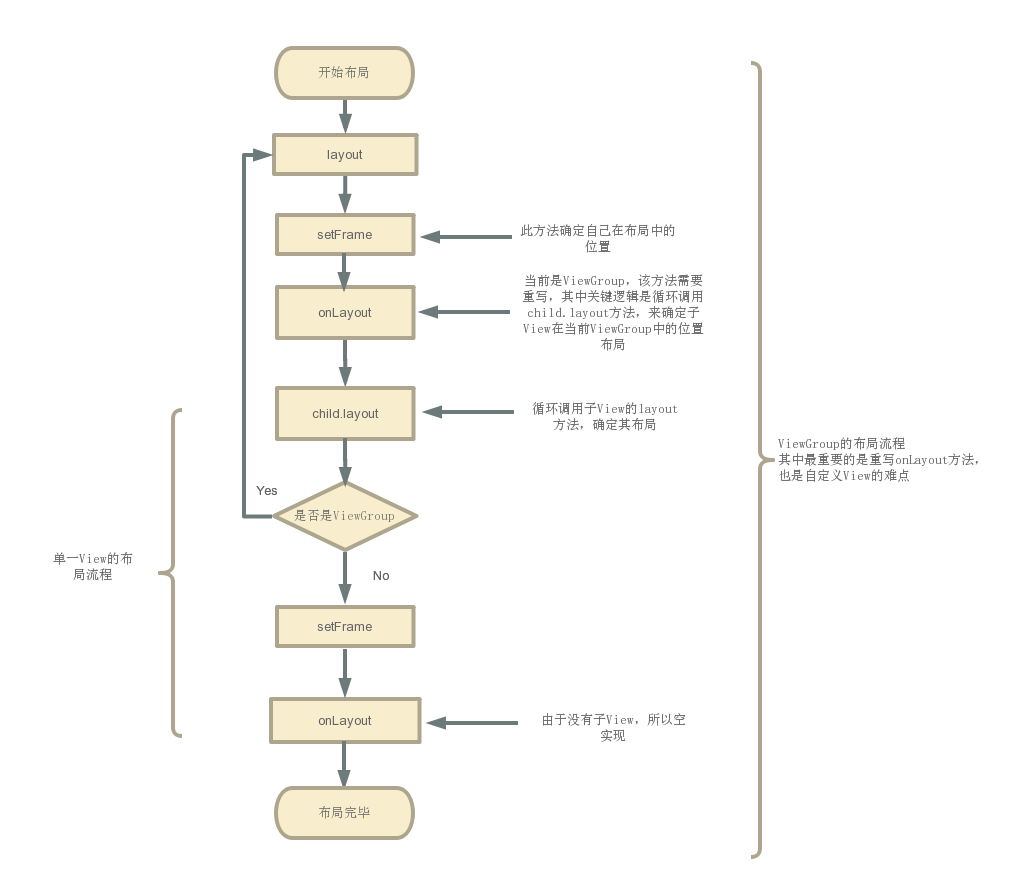 开始布局
layout
setFrame
此方法确定自己在布局中的
位置
onLayout
当前是ViewGroup，该方法需要
重写，其中关键逻辑是循环调用
child.layout方法，来确定子
View在当前ViewGroup中的位置
布局
child.layout
循环调用子View的layout
方法，确定其布局
ViewGroup的布局流程
其中最重要的是重写onLayout方法，
也是自定义View的难点
Yes
是否是ViewGroup
单一View的布
局流程
No
setFrame
onLayout
由于没有子View，所以空
实现
布局完毕